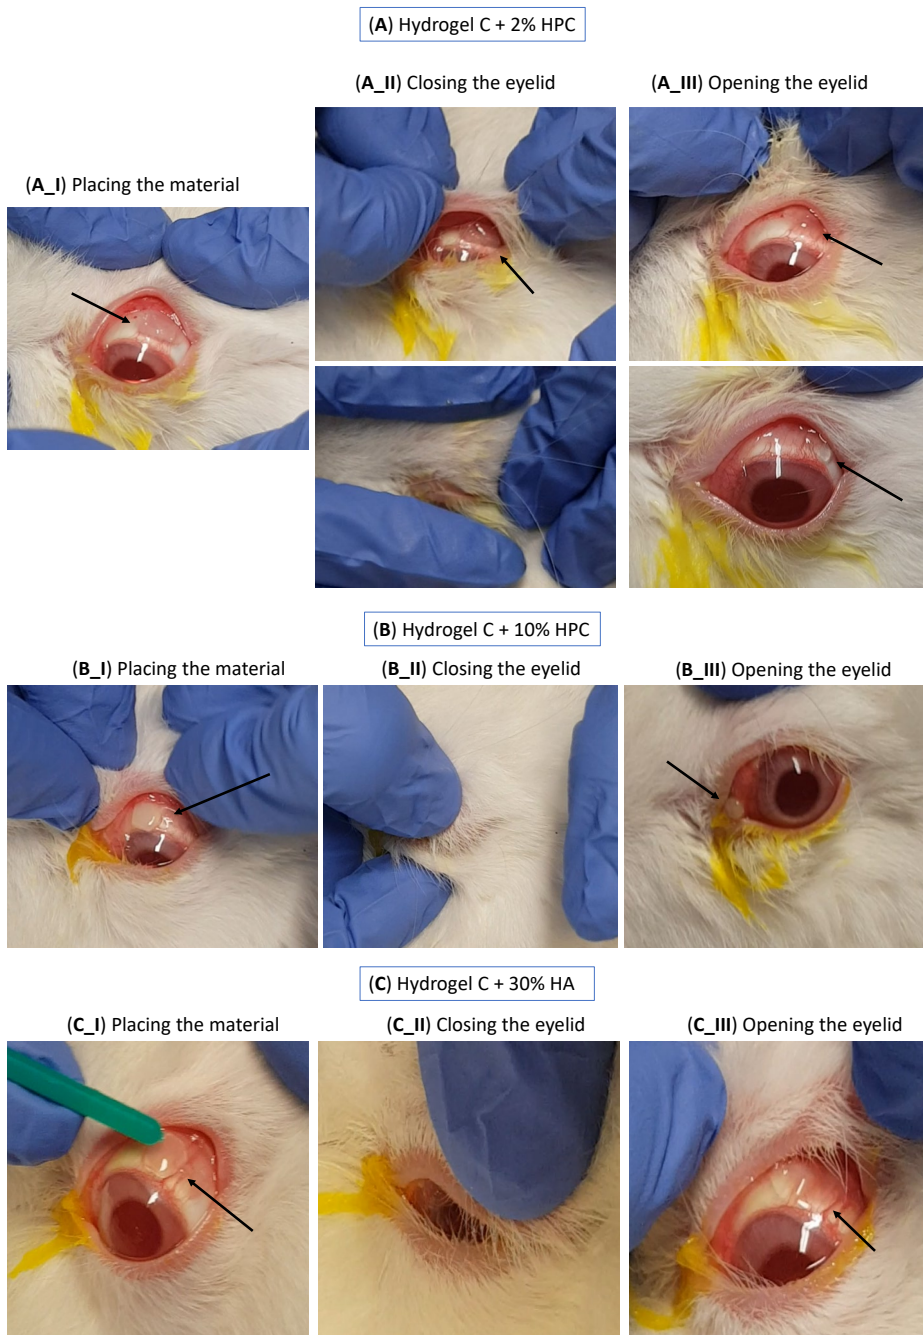 (A) Hydrogel C + 2% HPC
(A_II) Closing the eyelid
(A_III) Opening the eyelid
(A_I) Placing the material
(B) Hydrogel C + 10% HPC
(B_I) Placing the material
(B_II) Closing the eyelid
(B_III) Opening the eyelid
(C) Hydrogel C + 30% HA
(C_I) Placing the material
(C_II) Closing the eyelid
(C_III) Opening the eyelid